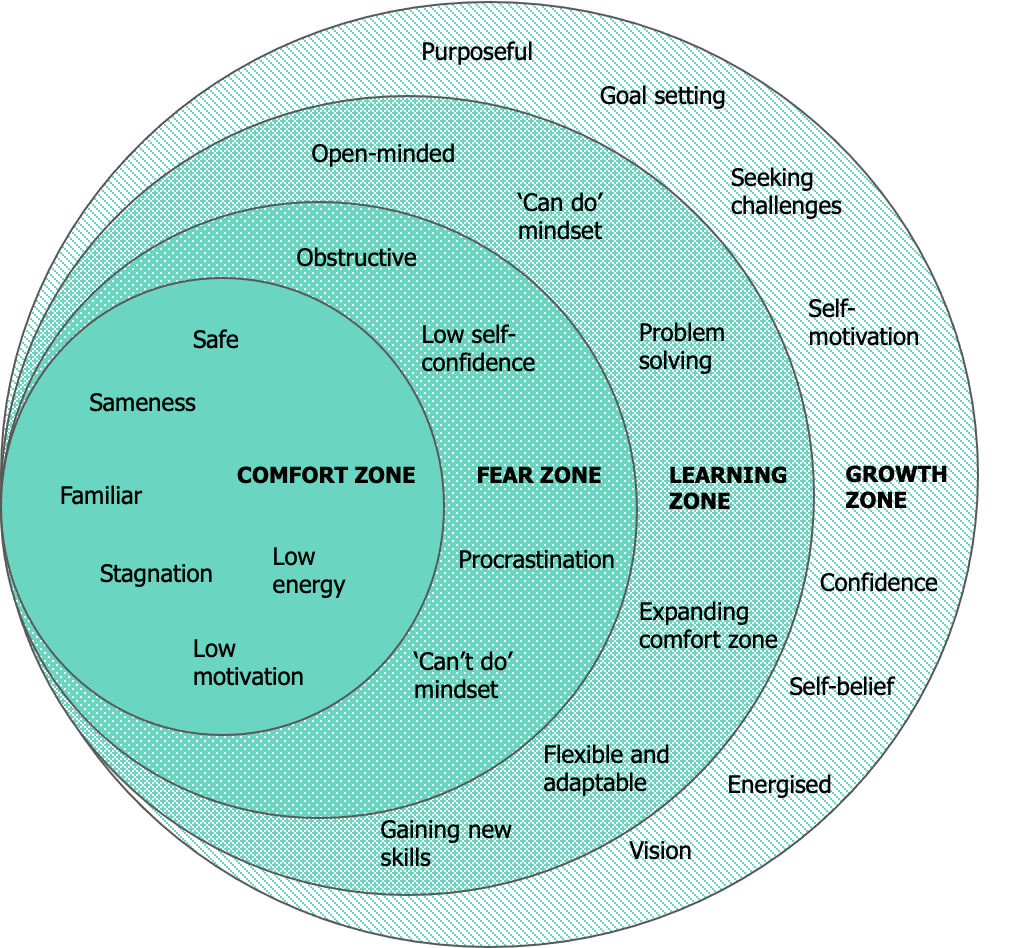 Purposeful
Goal setting
Seeking
challenges
Self-
motivation
GROWTH
ZONE
Confidence
Self-belief
Energised
Vision
Open-minded
‘Can do’
mindset
Problem
solving
LEARNING
ZONE
Expanding
comfort zone
Flexible and
adaptable
Gaining new
skills
Obstructive
Low self-
confidence
FEAR ZONE
Procrastination
‘Can’t do’
mindset
Safe
Sameness
COMFORT ZONE
Familiar
Stagnation
Low
energy
Low
motivation